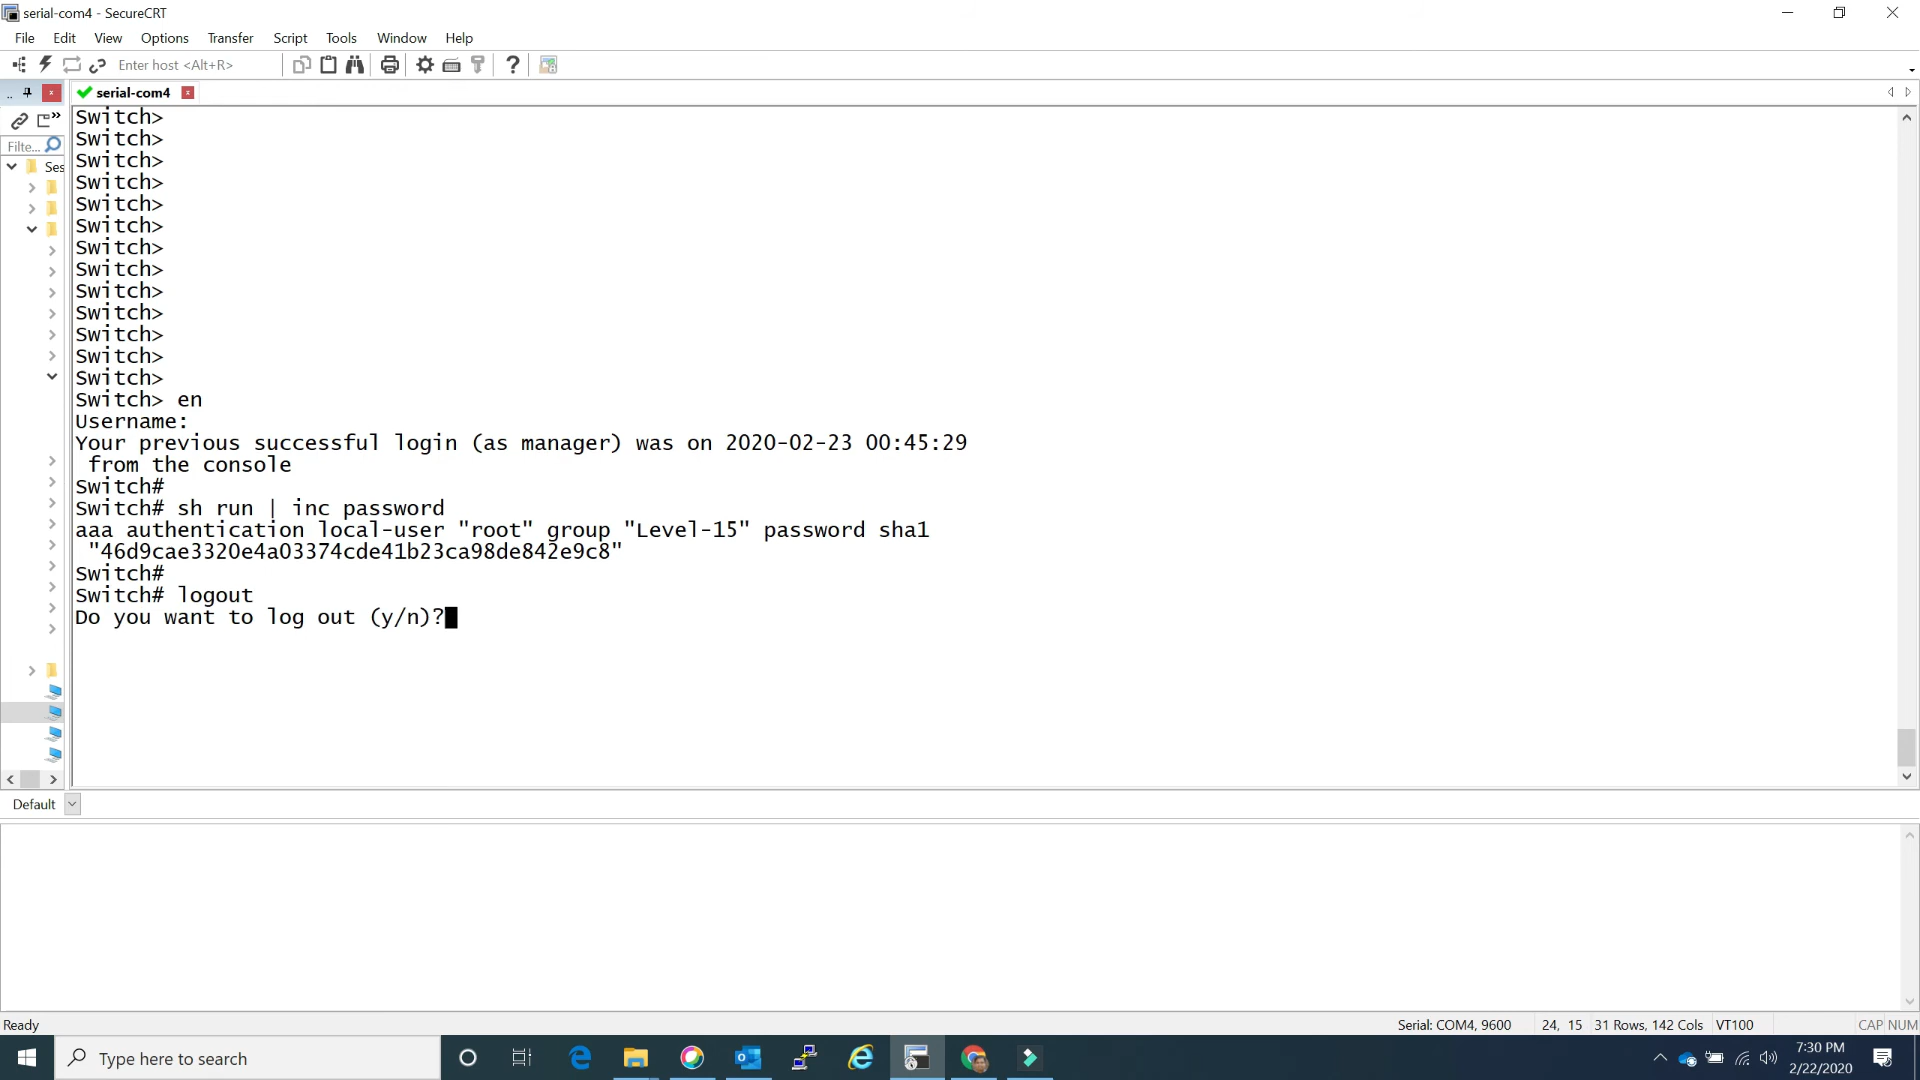 serial-com4 - SecureCRT
File Edit View Options Transfer Script Tools Window Help
Enter host <Alt+R>
serial-com4
Filte...
Ses
Switch>
Switch>
Switch>
Switch>
Switch>
Switch>
Switch>
Switch>
Switch>
Switch>
Switch>
Switch>
Switch>
Switch> en
Username:
Your previous successful login (as manager) was on 2020-02-23 00:45:29
from the console
Switch#
Switch# sh run | inc password
aaa authentication local-user "root" group "Level-15" password sha1
"46d9cae3320e4a03374cde41b23ca98de842e9c8"
Switch#
Switch# logout
Do you want to log out (y/n)?
Default
Ready
Serial: COM4, 9600 24, 15 31 Rows, 142 Cols VT100 CAP NUM
Type here to search
7:30 PM
2/22/2020